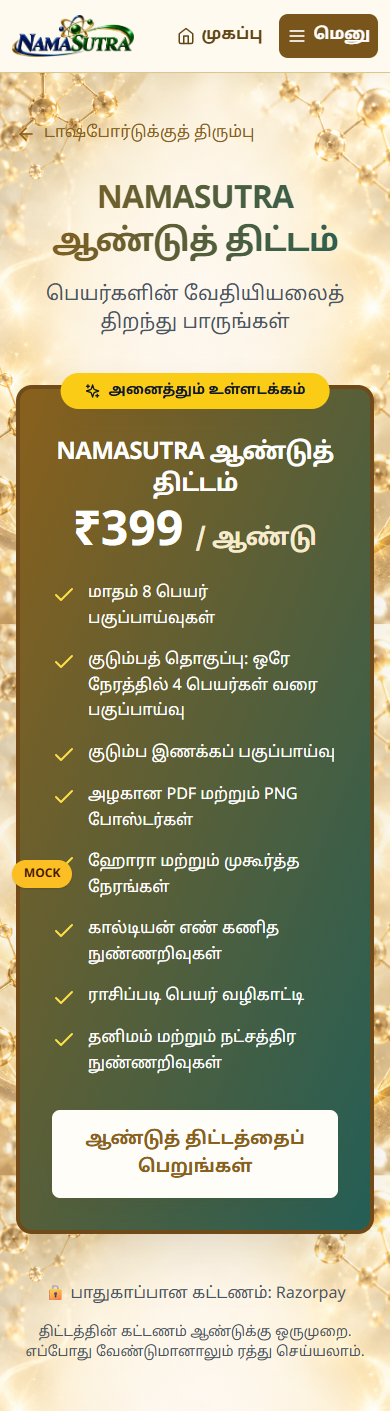 NAMASUTRA
முகப்பு
மெனு
டாஷ்போர்டுக்குத் திரும்பு
NAMASUTRA
ஆண்டுத் திட்டம்
பெயர்களின் வேதியியலைத்
திறந்து பாருங்கள்
அனைத்தும் உள்ளடக்கம்
NAMASUTRA ஆண்டுத்
திட்டம்
₹399 / ஆண்டு
மாதம் 8 பெயர்
பகுப்பாய்வுகள்
குடும்பத் தொகுப்பு: ஒரே
நேரத்தில் 4 பெயர்கள் வரை
பகுப்பாய்வு
குடும்ப இணக்கப் பகுப்பாய்வு
அழகான PDF மற்றும் PNG
போஸ்டர்கள்
ஹோரா மற்றும் முகூர்த்த
நேரங்கள்
MOCK
கால்டியன் எண் கணித
நுண்ணறிவுகள்
ராசிப்படி பெயர் வழிகாட்டி
தனிமம் மற்றும் நட்சத்திர
நுண்ணறிவுகள்
ஆண்டுத் திட்டத்தைப்
பெறுங்கள்
பாதுகாப்பான கட்டணம்: Razorpay
திட்டத்தின் கட்டணம் ஆண்டுக்கு ஒருமுறை.
எப்போது வேண்டுமானாலும் ரத்து செய்யலாம்.